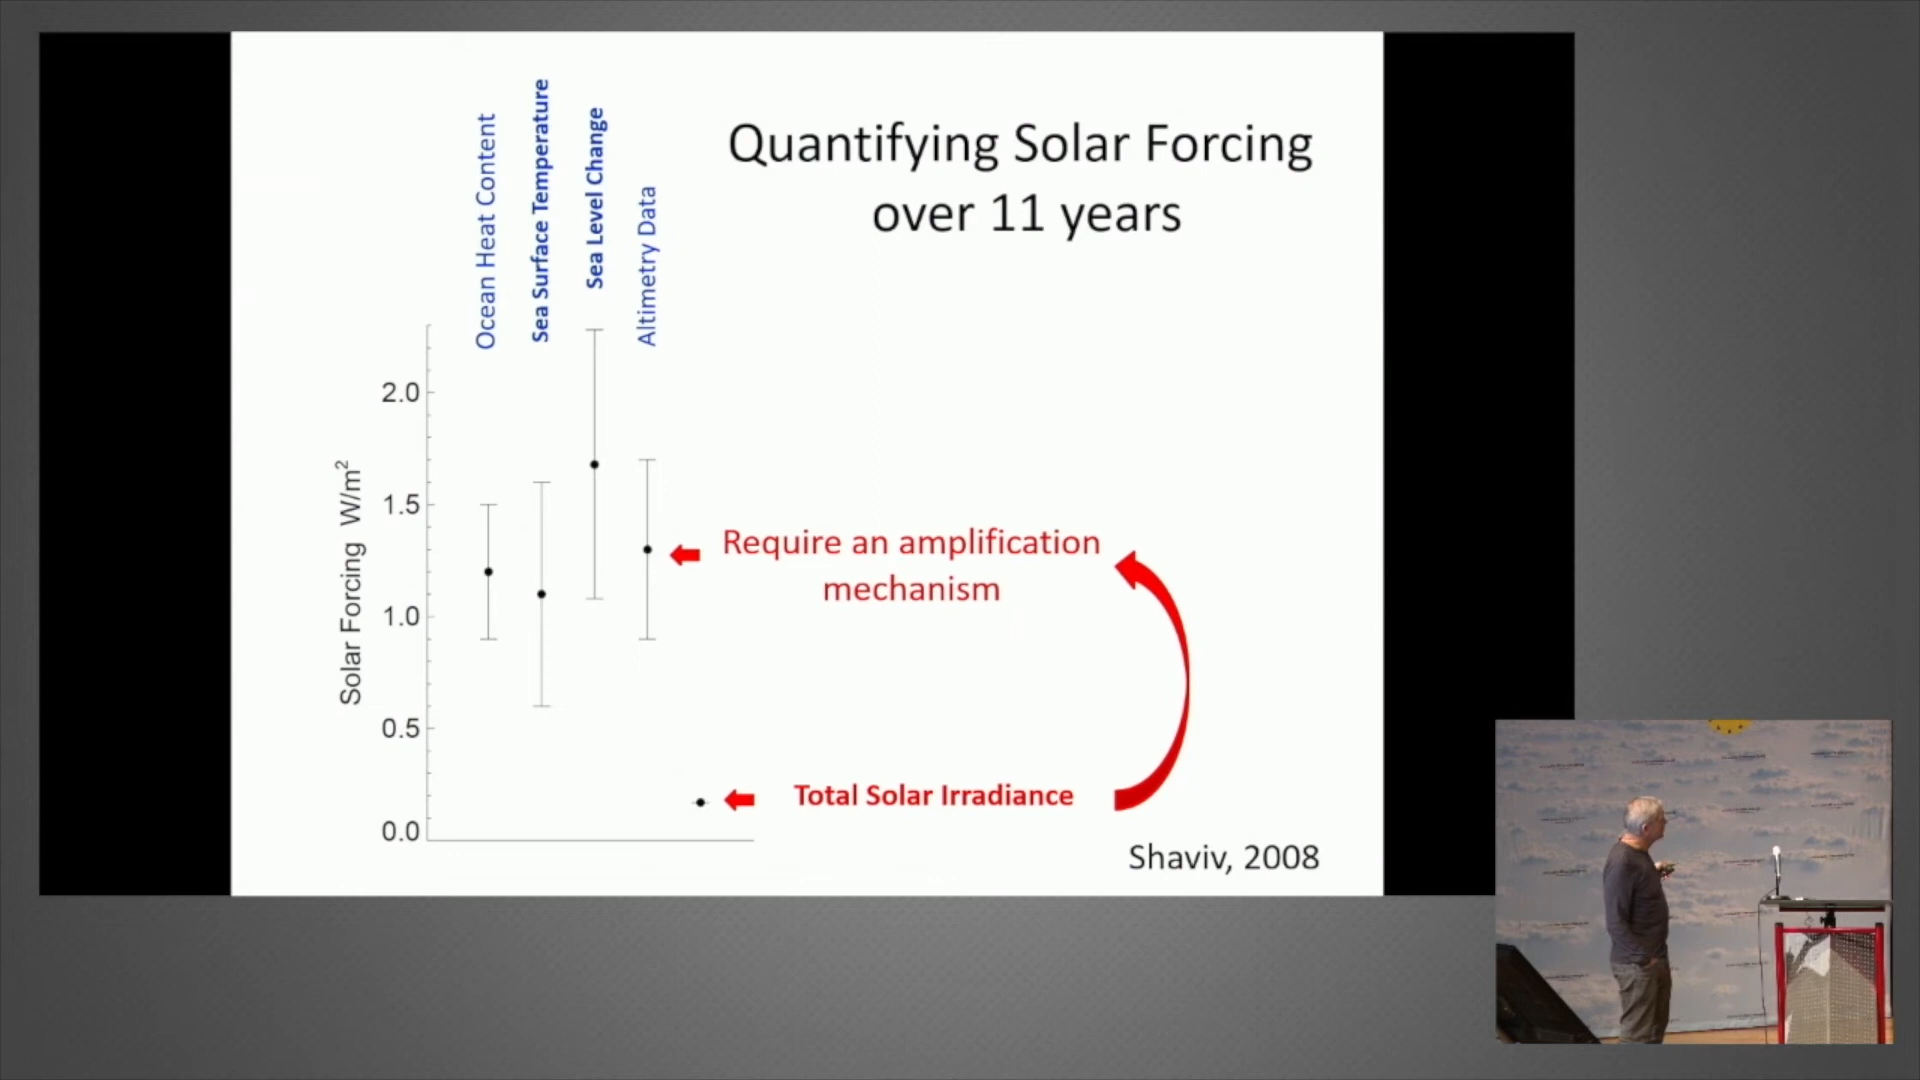 Quantifying Solar Forcing
over 11 years
Ocean Heat Content
Sea Surface Temperature
Sea Level Change
Altimetry Data
Solar Forcing W/m²
2.0
1.5
1.0
0.5
0.0
Require an amplification
mechanism
Total Solar Irradiance
Shaviv, 2008